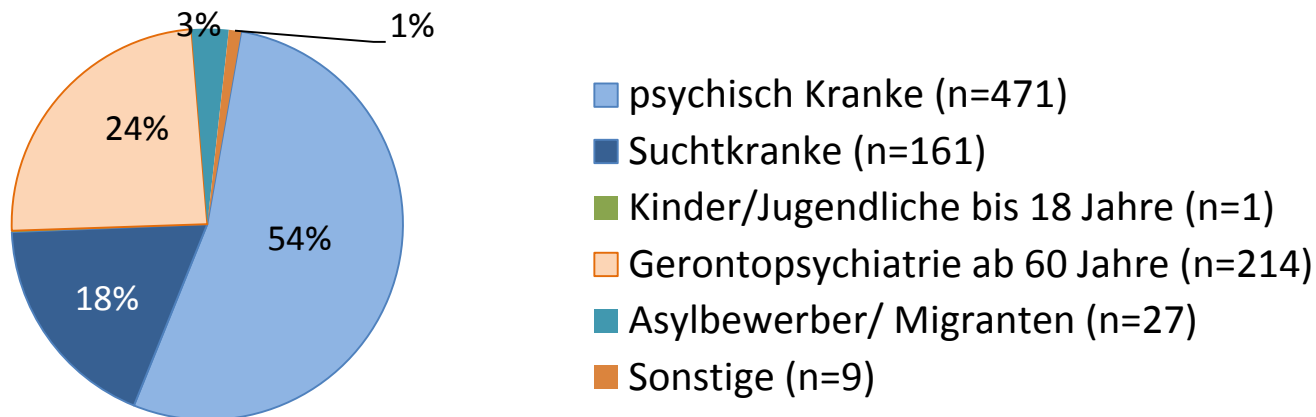 3%
1%
24%
54%
18%
psychisch Kranke (n=471)
Suchtkranke (n=161)
Kinder/Jugendliche bis 18 Jahre (n=1)
Gerontopsychiatrie ab 60 Jahre (n=214)
Asylbewerber/ Migranten (n=27)
Sonstige (n=9)